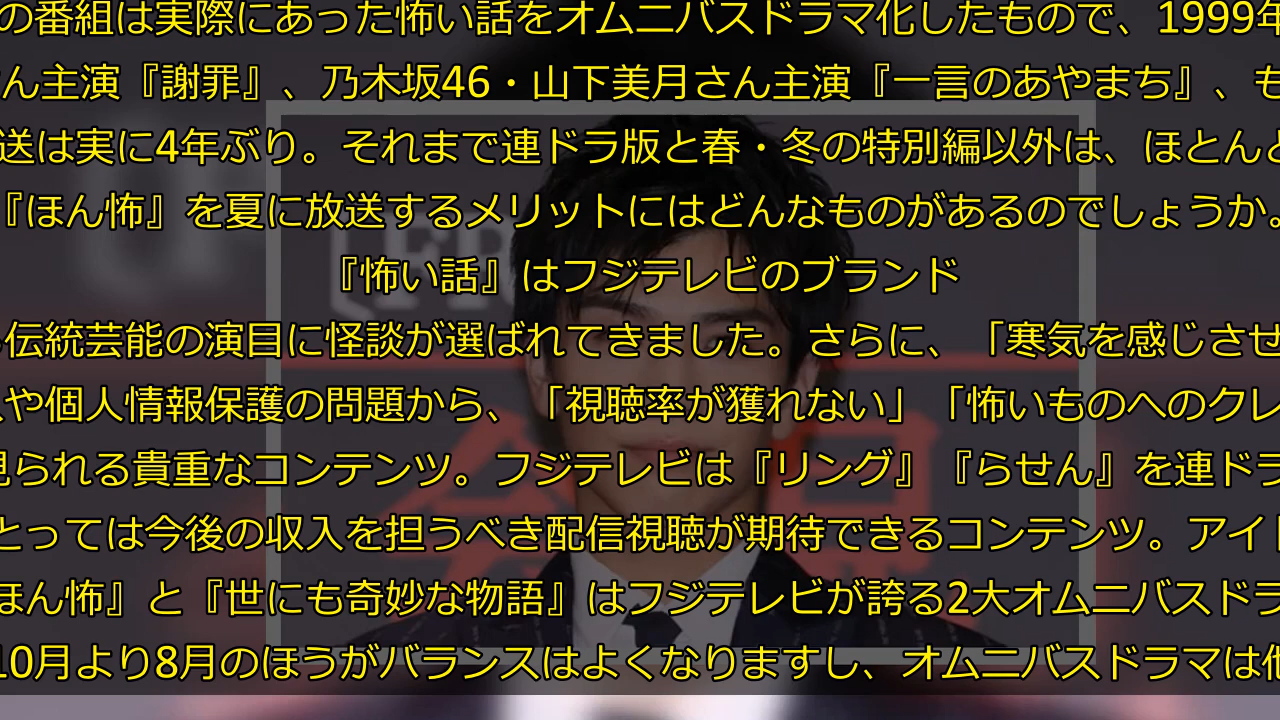 の番組は実際にあった怖い話をオムニバスドラマ化したもので、1999年
ん主演『謝罪』、乃木坂46・山下美月さん主演『一言のあやまち』、も
送は実に4年ぶり。それまで連ドラ版と春・冬の特別編以外は、ほとんど
『ほん怖』を夏に放送するメリットにはどんなものがあるのでしょうか。
『怖い話』はフジテレビのブランド
伝統芸能の演目に怪談が選ばれてきました。さらに、「寒気を感じさせ
や個人情報保護の問題から、「視聴率が獲れない」「怖いものへのクレ
見られる貴重なコンテンツ。フジテレビは『リング』『らせん』を連ドラ
とっては今後の収入を担うべき配信視聴が期待できるコンテンツ。アイド
ほん怖』と『世にも奇妙な物語』はフジテレビが誇る2大オムニバスドラ
10月より8月のほうがバランスはよくなりますし、オムニバスドラマは他